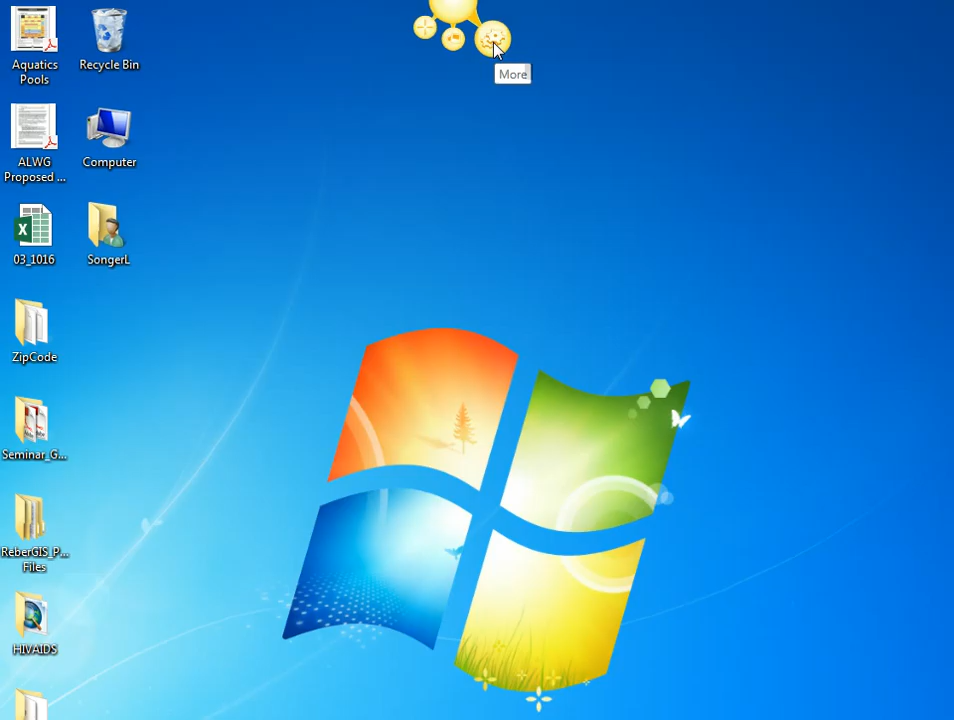 Aquatics
Pools
Recycle Bin
More
ALWG
Proposed ...
Computer
03_1016
SongerL
ZipCode
Seminar_G...
ReberGIS_P...
Files
HIVAIDS